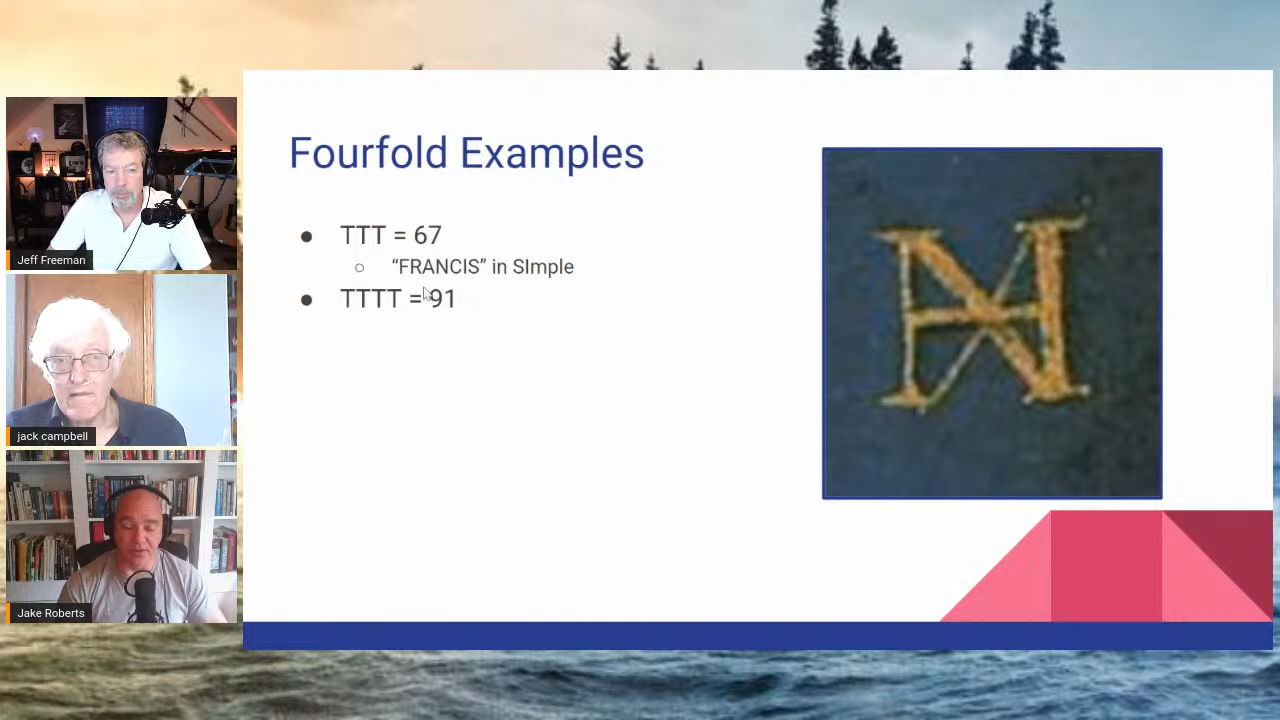 Fourfold Examples
TTT = 67
“FRANCIS” in SImple
TTTT = 91
Jeff Freeman
jack campbell
Jake Roberts